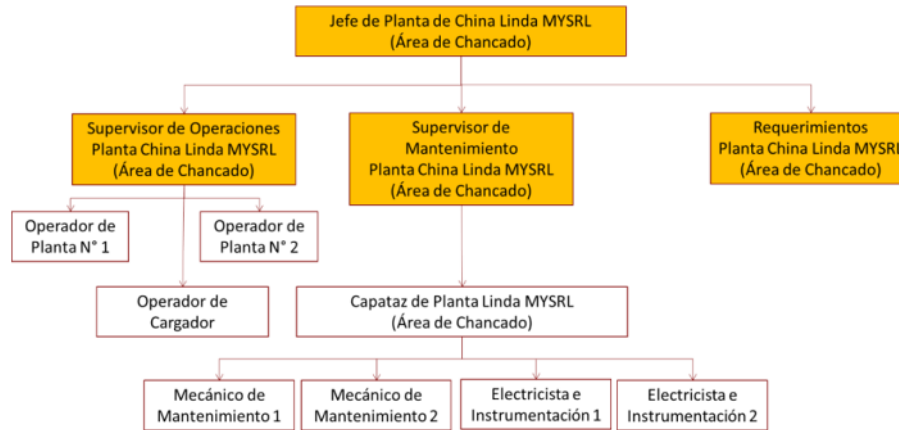 Jefe de Planta de China Linda MYSRL
(Área de Chancado)
Supervisor de Operaciones
Planta China Linda MYSRL
(Área de Chancado)
Supervisor de
Mantenimiento
Planta China Linda MYSRL
(Área de Chancado)
Requerimientos
Planta China Linda MYSRL
(Área de Chancado)
Operador de
Planta N° 1
Operador de
Planta N° 2
Operador de
Cargador
Capataz de Planta Linda MYSRL
(Área de Chancado)
Mecánico de
Mantenimiento 1
Mecánico de
Mantenimiento 2
Electricista e
Instrumentación 1
Electricista e
Instrumentación 2